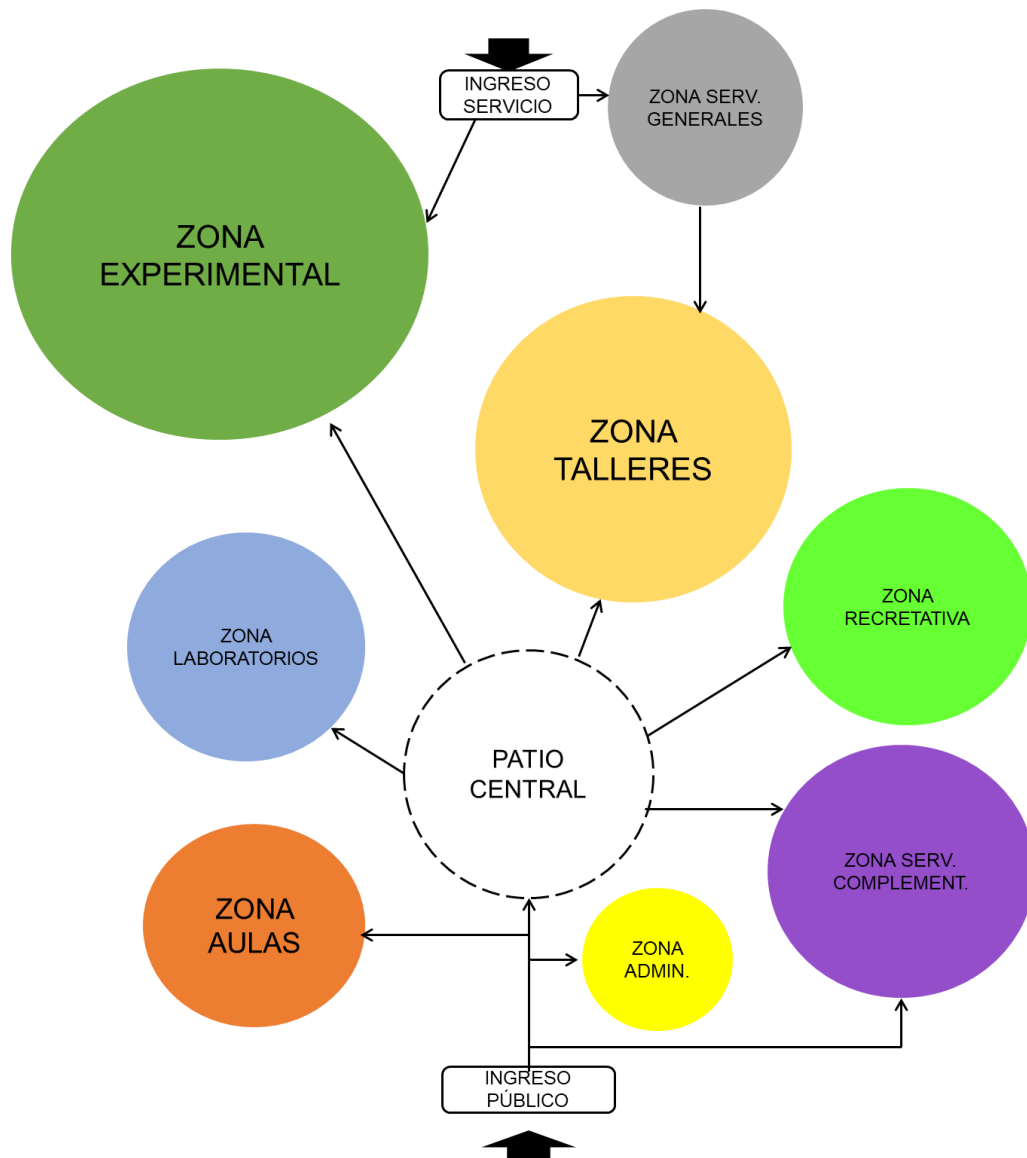 INGRESO
SERVICIO
ZONA SERV.
GENERALES
ZONA
EXPERIMENTAL
ZONA
TALLERES
ZONA
RECRETATIVA
ZONA
LABORATORIOS
PATIO
CENTRAL
ZONA SERV.
COMPLEMENT.
ZONA
AULAS
ZONA
ADMIN.
INGRESO
PÚBLICO